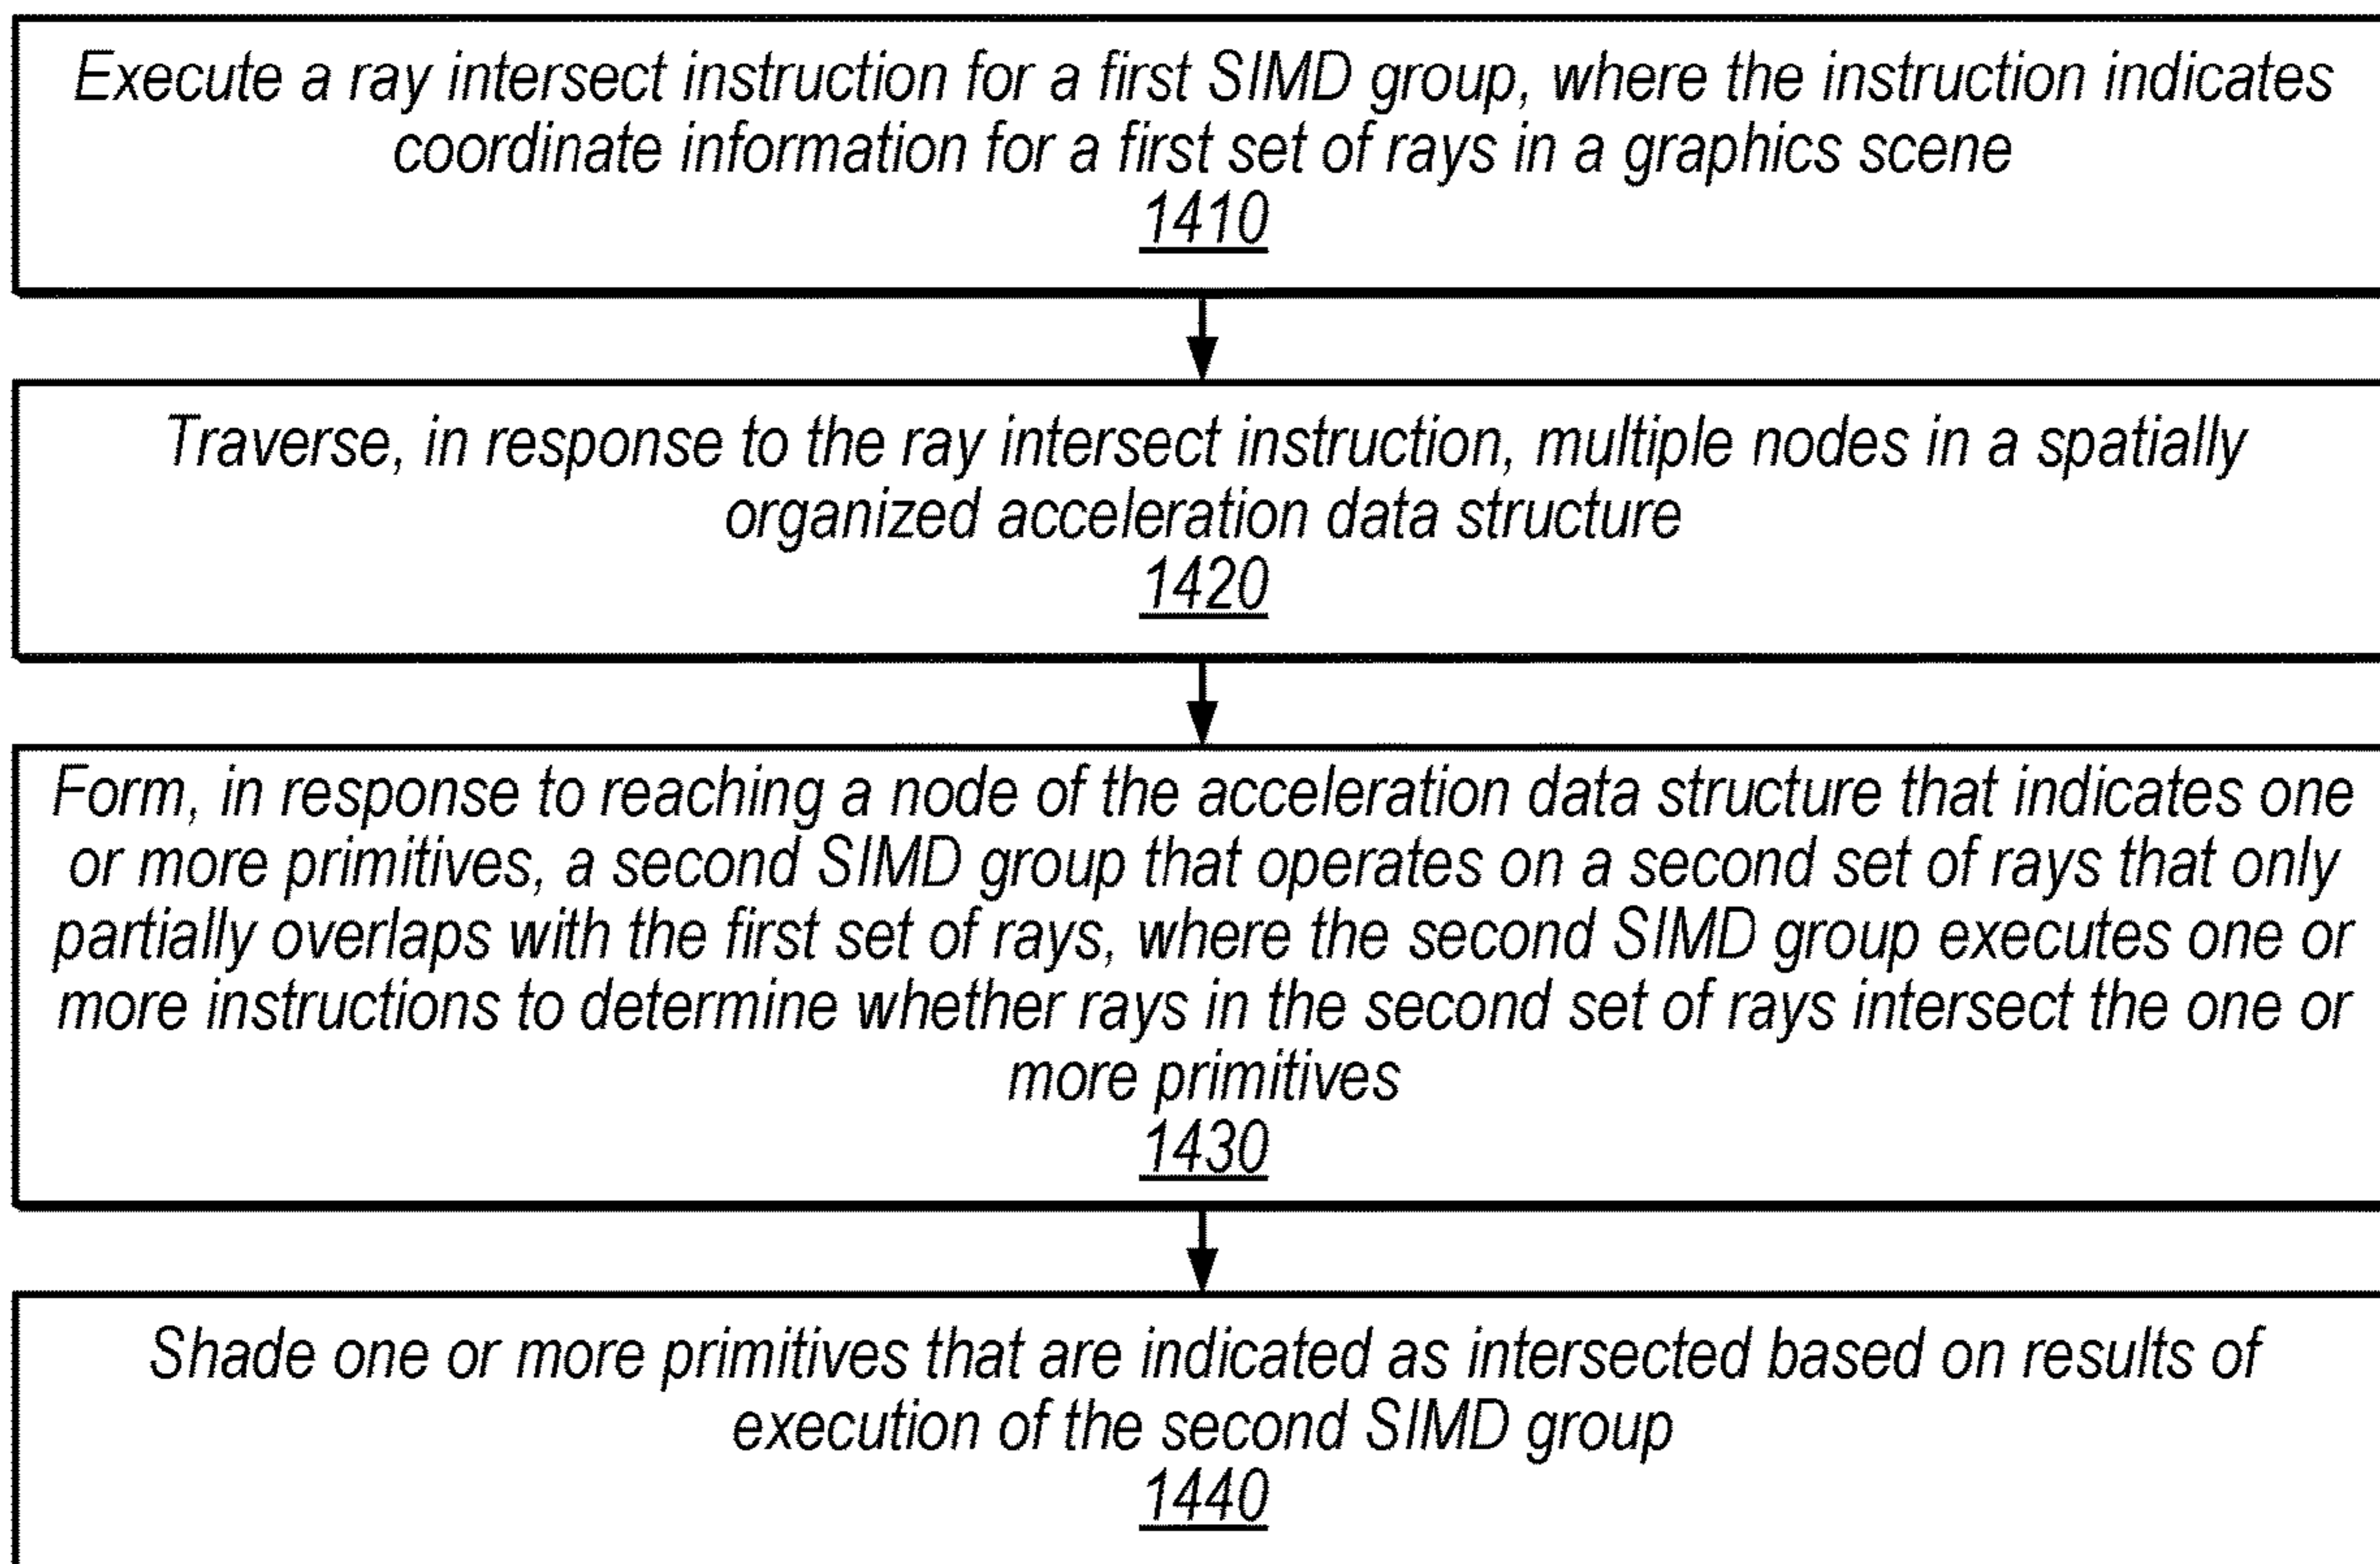 Execute a ray intersect instruction for a first SIMD group, where the instruction indicates
coordinate information for a first set of rays in a graphics scene
1410
Traverse, in response to the ray intersect instruction, multiple nodes in a spatially
organized acceleration data structure
1420
Form, in response to reaching a node of the acceleration data structure that indicates one
or more primitives, a second SIMD group that operates on a second set of rays that only
partially overlaps with the first set of rays, where the second SIMD group executes one or
more instructions to determine whether rays in the second set of rays intersect the one or
more primitives
1430
Shade one or more primitives that are indicated as intersected based on results of
execution of the second SIMD group
1440